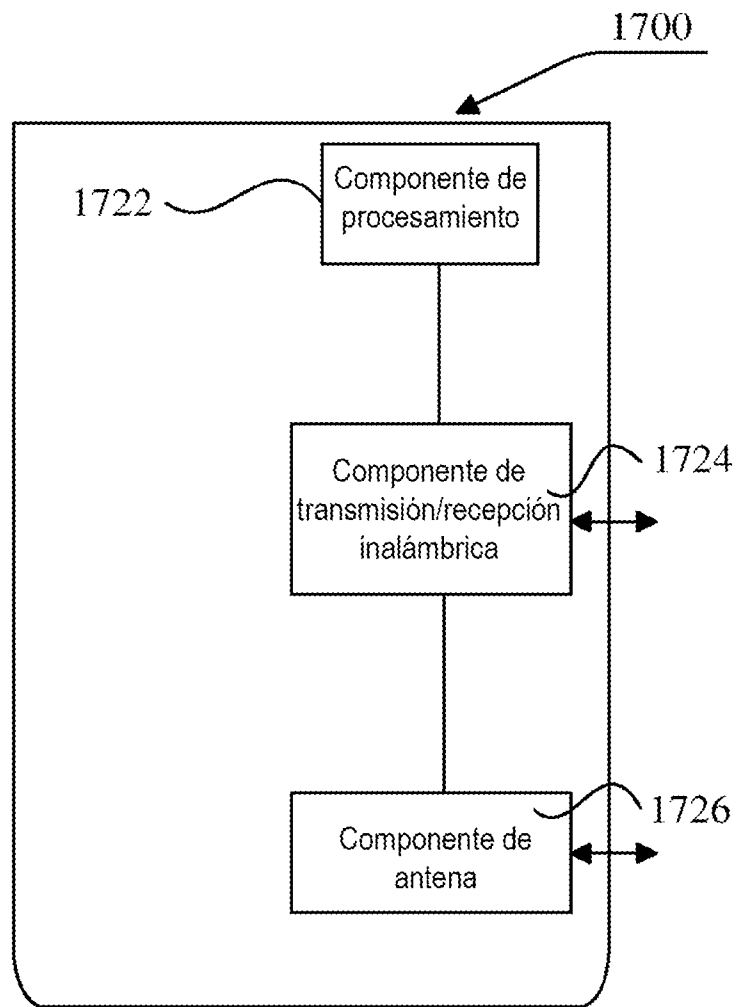 1700
Componente de
procesamiento
1722
Componente de
transmisión/recepción
inalámbrica
1724
Componente de
antena
1726